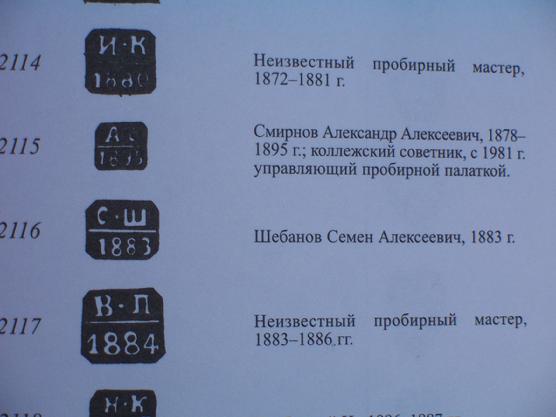 2114
И·К
1880
Неизвестный пробирный мастер,
1872–1881 г.
2115
Смирнов Александр Алексеевич, 1878–
1895 г.; коллежский советник, с 1981 г.
управляющий пробирной палаткой.
2116
С·Ш
1883
Шебанов Семен Алексеевич, 1883 г.
2117
В·Л
1884
Неизвестный пробирный мастер,
1883–1886 гг.